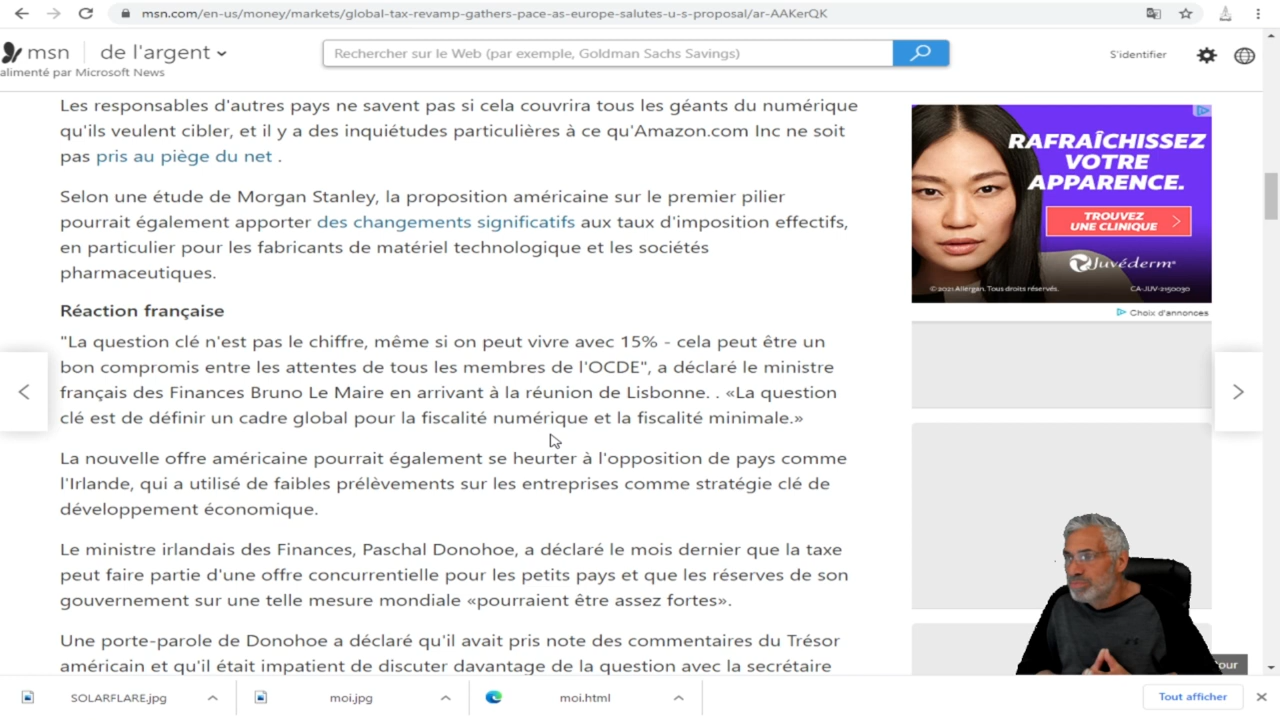 msn.com/en-us/money/markets/global-tax-revamp-gathers-pace-as-europe-salutes-u-s-proposal/ar-AAKerQK
msn
de l'argent
alimenté par Microsoft News
Rechercher sur le Web (par exemple, Goldman Sachs Savings)
S'identifier
Les responsables d'autres pays ne savent pas si cela couvrira tous les géants du numérique
qu'ils veulent cibler, et il y a des inquiétudes particulières à ce qu'Amazon.com Inc ne soit
pas pris au piège du net .
Selon une étude de Morgan Stanley, la proposition américaine sur le premier pilier
pourrait également apporter des changements significatifs aux taux d'imposition effectifs,
en particulier pour les fabricants de matériel technologique et les sociétés
pharmaceutiques.
Réaction française
"La question clé n'est pas le chiffre, même si on peut vivre avec 15% - cela peut être un
bon compromis entre les attentes de tous les membres de l'OCDE", a déclaré le ministre
français des Finances Bruno Le Maire en arrivant à la réunion de Lisbonne. . «La question
clé est de définir un cadre global pour la fiscalité numérique et la fiscalité minimale.»
La nouvelle offre américaine pourrait également se heurter à l'opposition de pays comme
l'Irlande, qui a utilisé de faibles prélèvements sur les entreprises comme stratégie clé de
développement économique.
Le ministre irlandais des Finances, Paschal Donohoe, a déclaré le mois dernier que la taxe
peut faire partie d'une offre concurrentielle pour les petits pays et que les réserves de son
gouvernement sur une telle mesure mondiale «pourraient être assez fortes».
Une porte-parole de Donohoe a déclaré qu'il avait pris note des commentaires du Trésor
américain et qu'il était impatient de discuter davantage de la question avec la secrétaire
RAFRAÎCHISSEZ
VOTRE
APPARENCE.
TROUVEZ
UNE CLINIQUE
Juvéderm
© 2021 Allergan. Tous droits réservés.
CA-JUV-2150030
Choix d'annonces
our
SOLARFLARE.jpg
moi.jpg
moi.html
Tout afficher